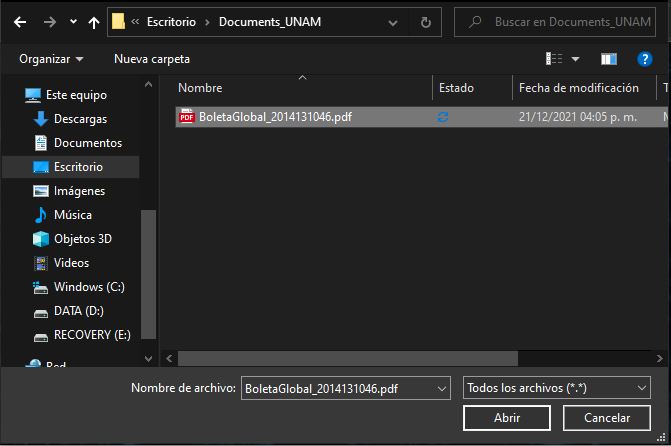 Escritorio > Documents_UNAM
Buscar en Documents_UNAM
Organizar
Nueva carpeta
Este equipo
Descargas
Documentos
Escritorio
Imágenes
Música
Objetos 3D
Videos
Windows (C:)
DATA (D:)
RECOVERY (E:)
Red
Nombre Estado Fecha de modificación T
PDF BoletaGlobal_2014131046.pdf 21/12/2021 04:05 p. m.
Nombre de archivo: BoletaGlobal_2014131046.pdf Todos los archivos (*.*)
Abrir Cancelar